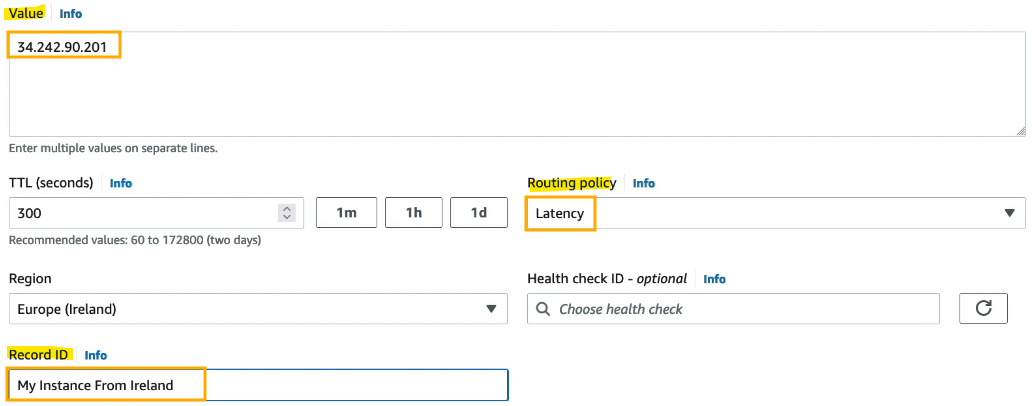 Value Info
34.242.90.201
Enter multiple values on separate lines.
TTL (seconds) Info
300 1m 1h 1d
Recommended values: 60 to 172800 (two days)
Routing policy Info
Latency
Region
Europe (Ireland)
Health check ID - optional Info
Choose health check
Record ID Info
My Instance From Ireland